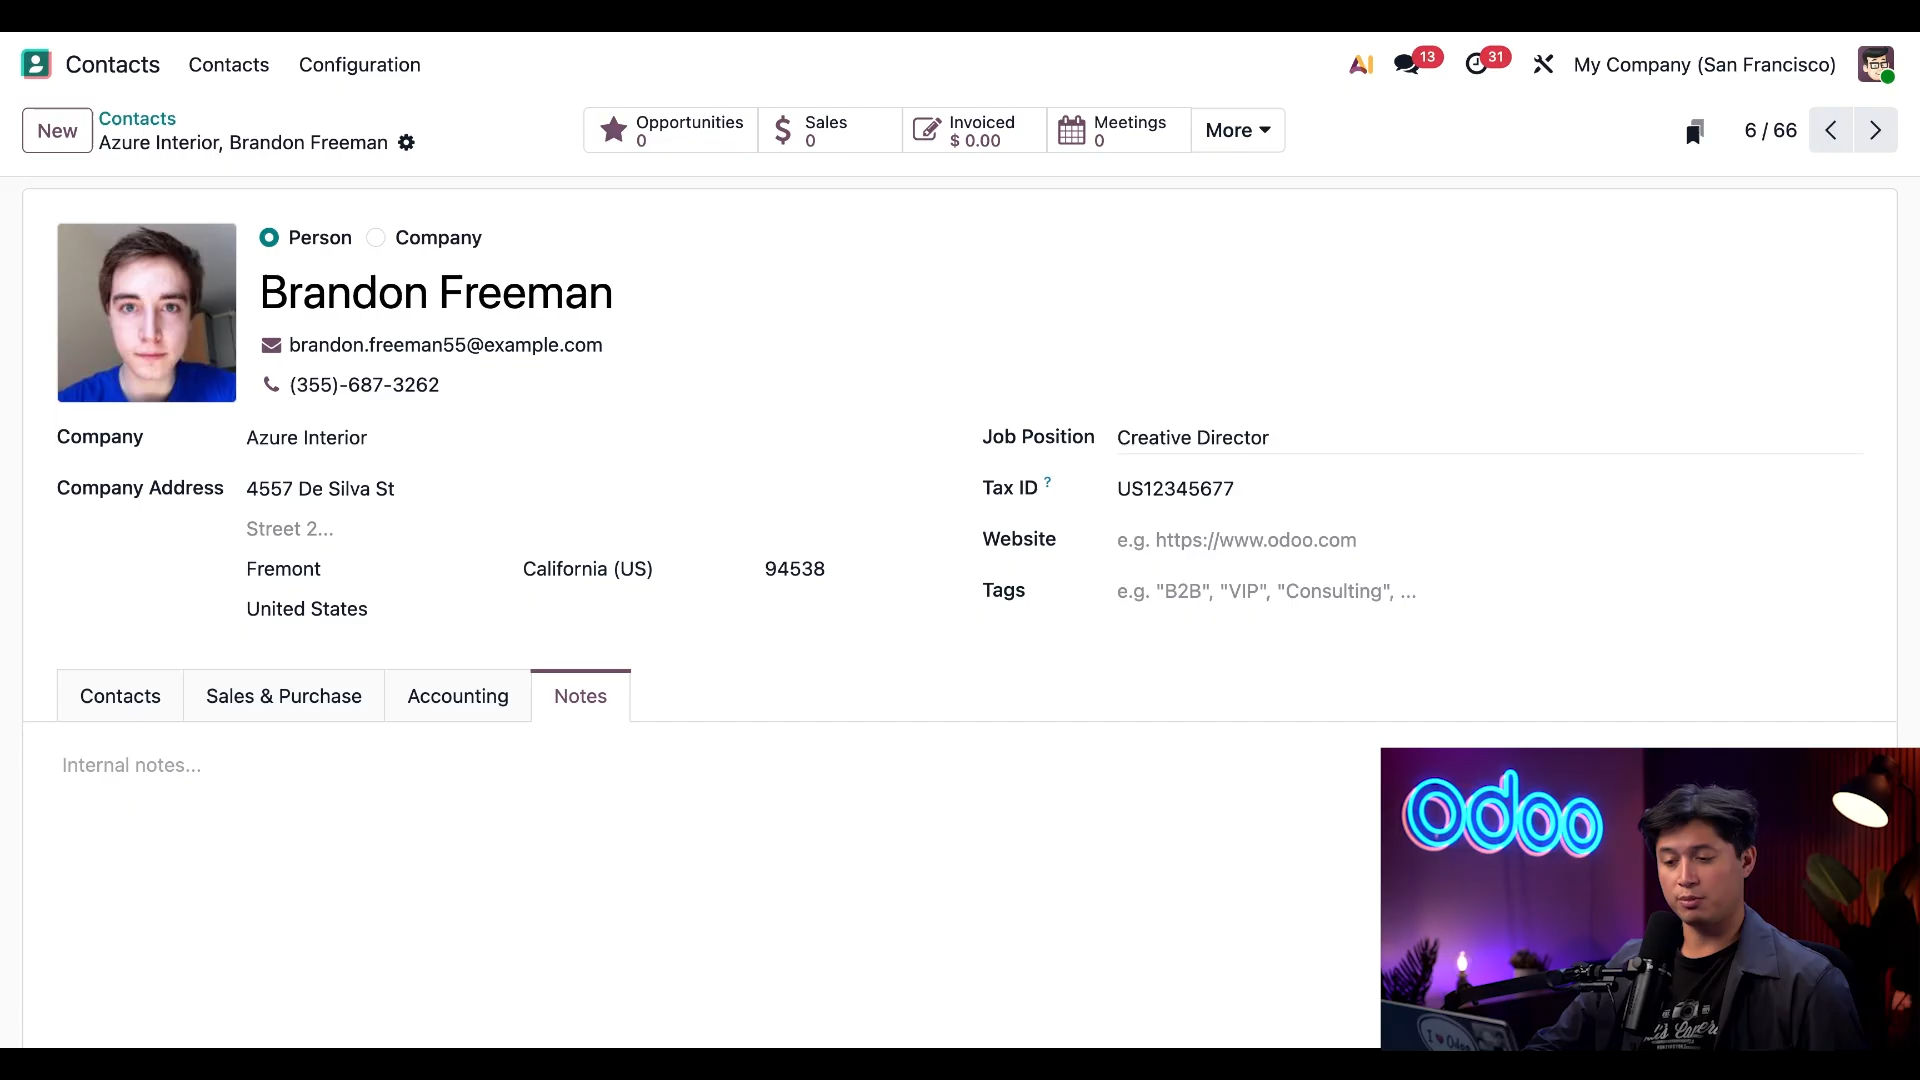 Contacts
Contacts
Configuration
AI
13
31
My Company (San Francisco)
New
Contacts
Azure Interior, Brandon Freeman
Opportunities
0
Sales
0
Invoiced
$ 0.00
Meetings
0
More
6 / 66
Person
Company
Brandon Freeman
brandon.freeman55@example.com
(355)-687-3262
Company
Azure Interior
Job Position
Creative Director
Company Address
4557 De Silva St
Tax ID ?
US12345677
Street 2...
Website
e.g. https://www.odoo.com
Fremont
California (US)
94538
Tags
e.g. "B2B", "VIP", "Consulting", ...
United States
Contacts
Sales & Purchase
Accounting
Notes
Internal notes...
odoo
I ♥ Odoo